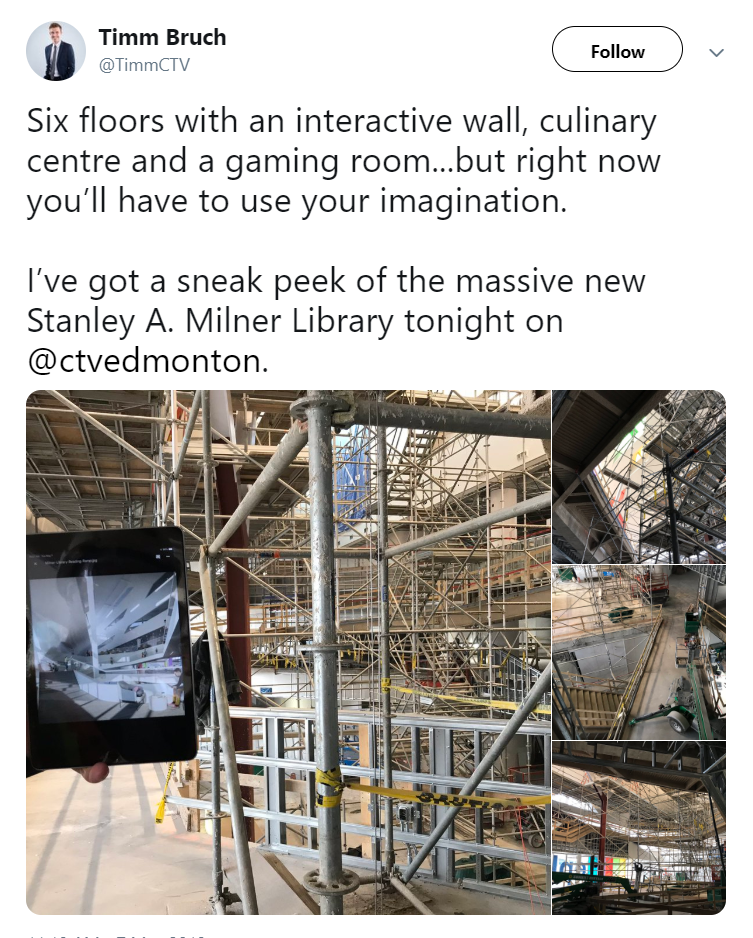 Timm Bruch
@TimmCTV
Follow
Six floors with an interactive wall, culinary
centre and a gaming room...but right now
you'll have to use your imagination.
I've got a sneak peek of the massive new
Stanley A. Milner Library tonight on
@ctvedmonton.